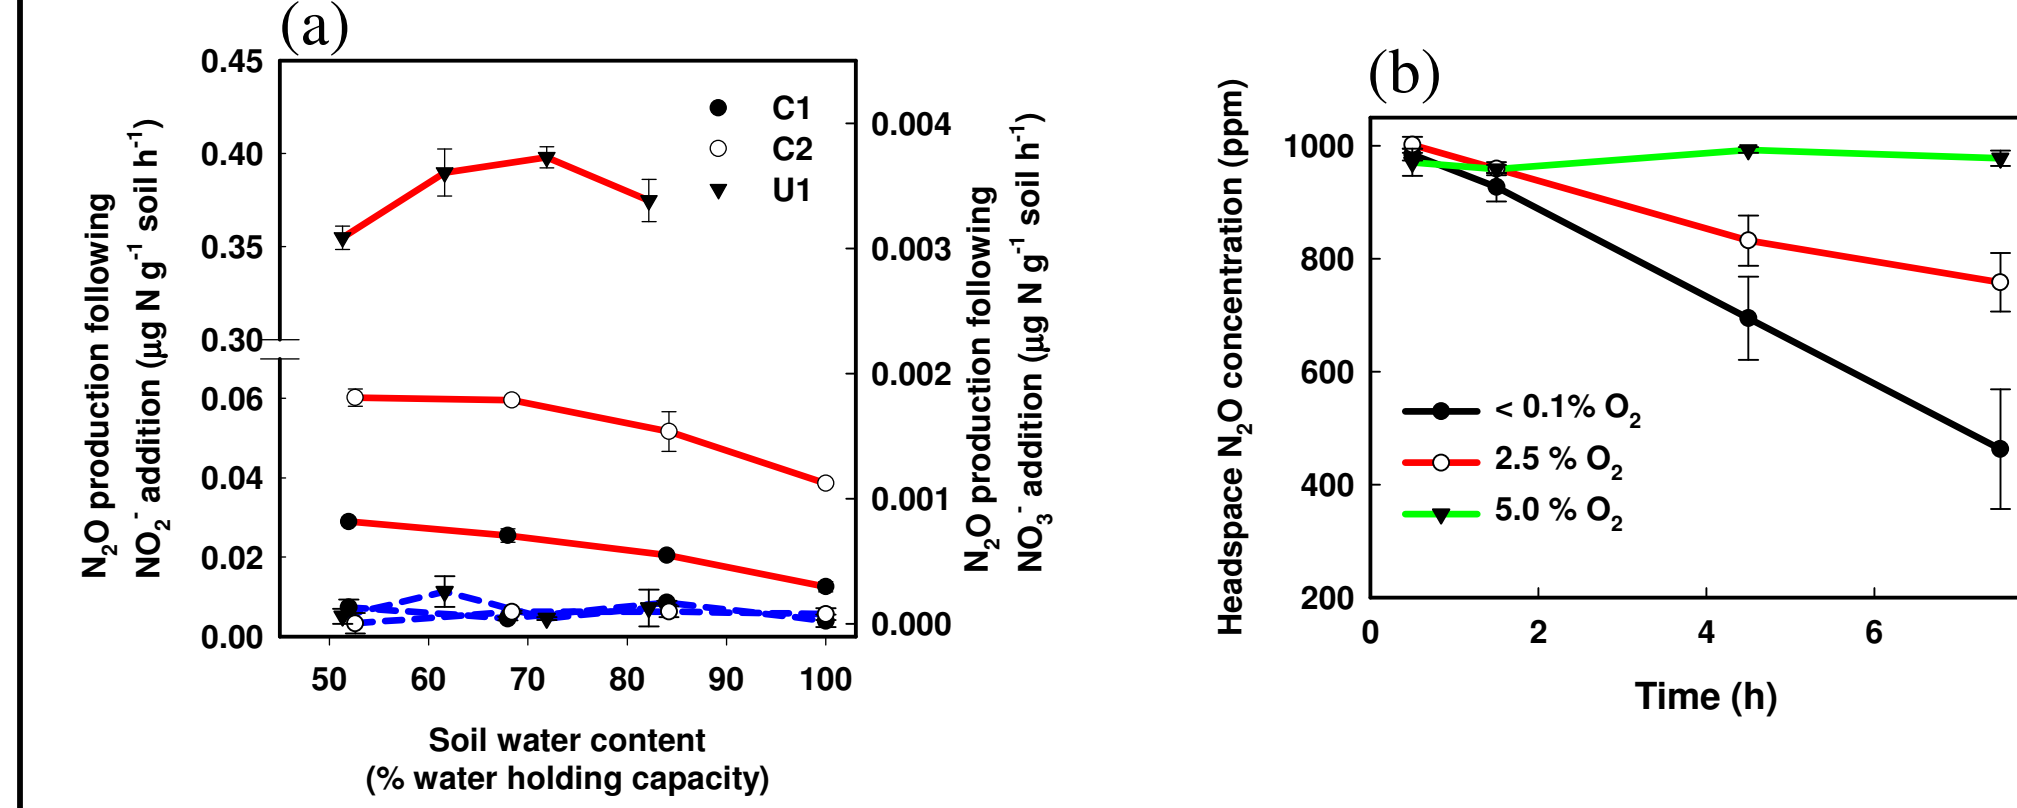 (a)
0.45
0.40
0.35
0.30
0.06
0.04
0.02
0.00
N2O production following
NO2- addition (µg N g-1 soil h-1)
C1
C2
U1
0.004
0.003
0.002
0.001
0.000
N2O production following
NO3- addition (µg N g-1 soil h-1)
50 60 70 80 90 100
Soil water content
(% water holding capacity)
(b)
Headspace N2O concentration (ppm)
1000
800
600
400
200
< 0.1% O2
2.5 % O2
5.0 % O2
0 2 4 6
Time (h)